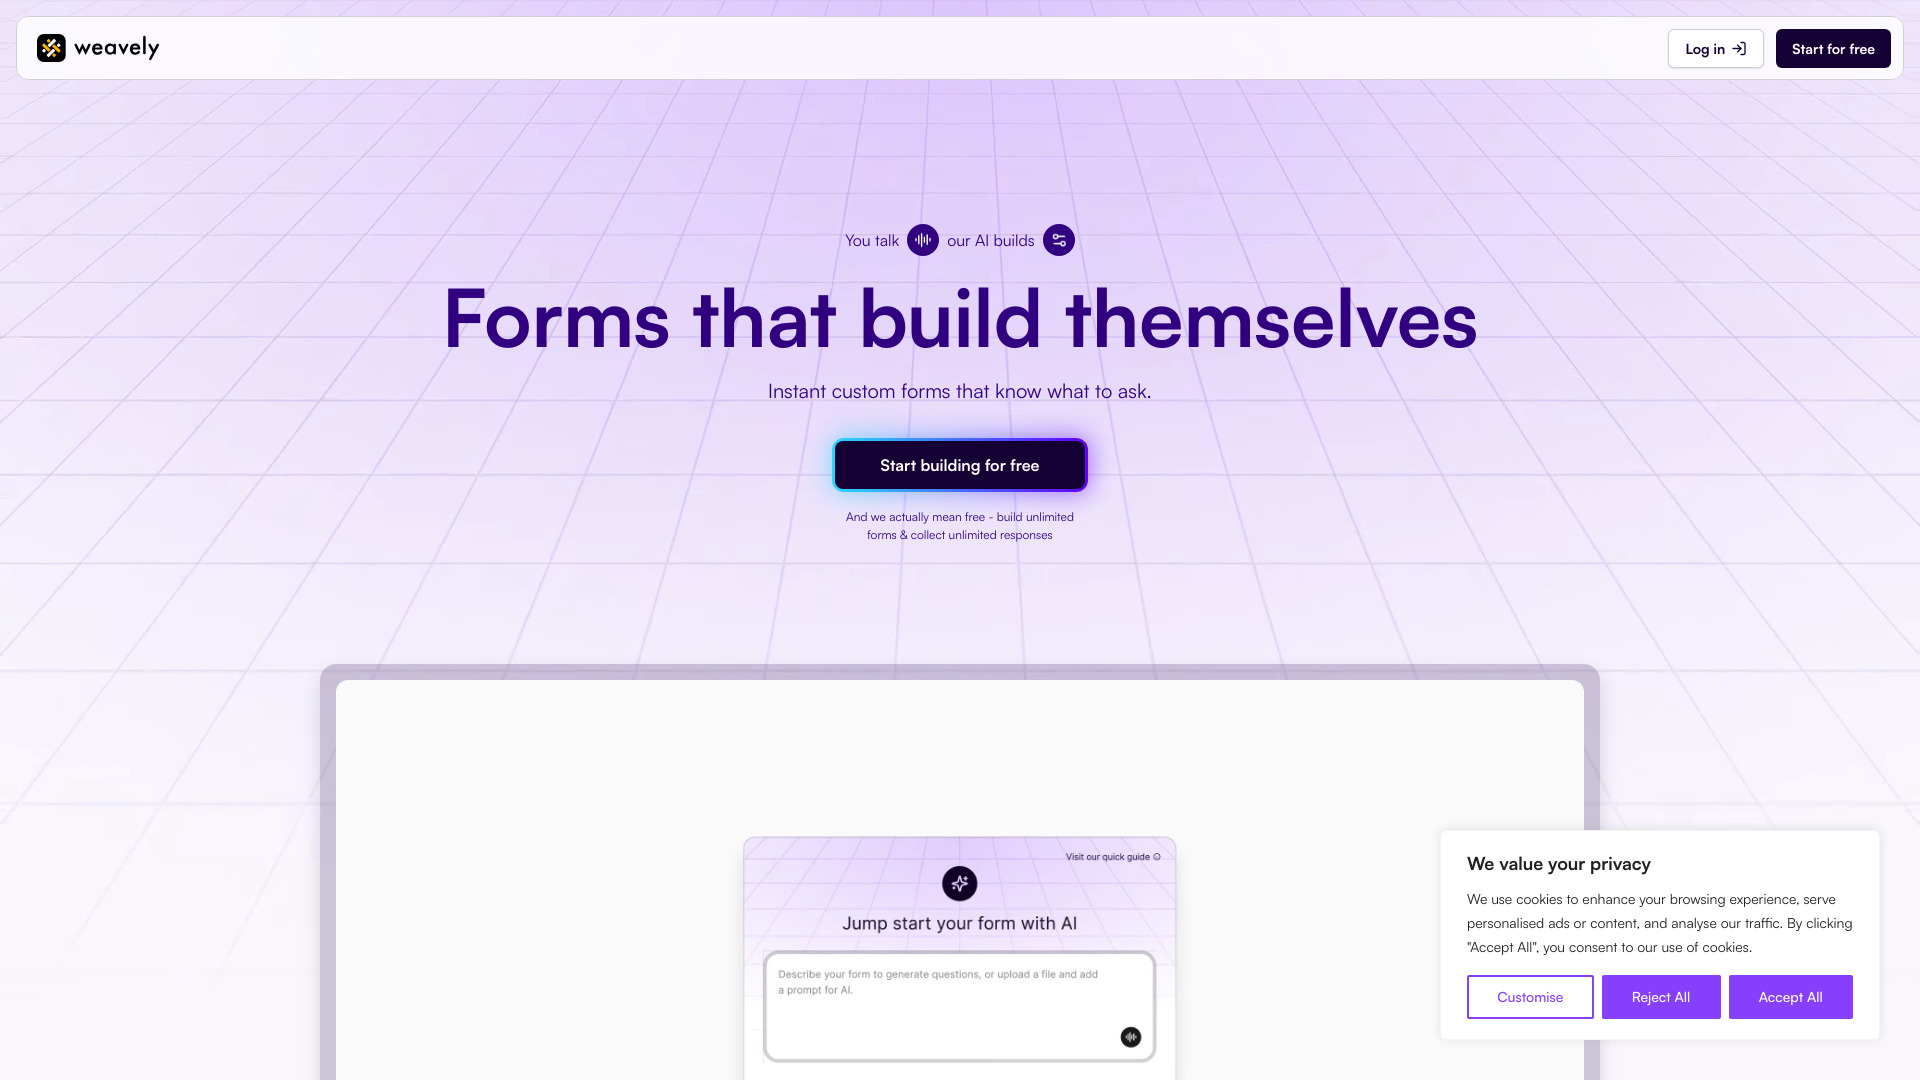 weavely
Log in
Start for free
You talk our AI builds
Forms that build themselves
Instant custom forms that know what to ask.
Start building for free
And we actually mean free - build unlimited
forms & collect unlimited responses
Visit our quick guide
Jump start your form with AI
Describe your form to generate questions, or upload a file and add
a prompt for AI.
We value your privacy
We use cookies to enhance your browsing experience, serve
personalised ads or content, and analyse our traffic. By clicking
"Accept All", you consent to our use of cookies.
Customise
Reject All
Accept All